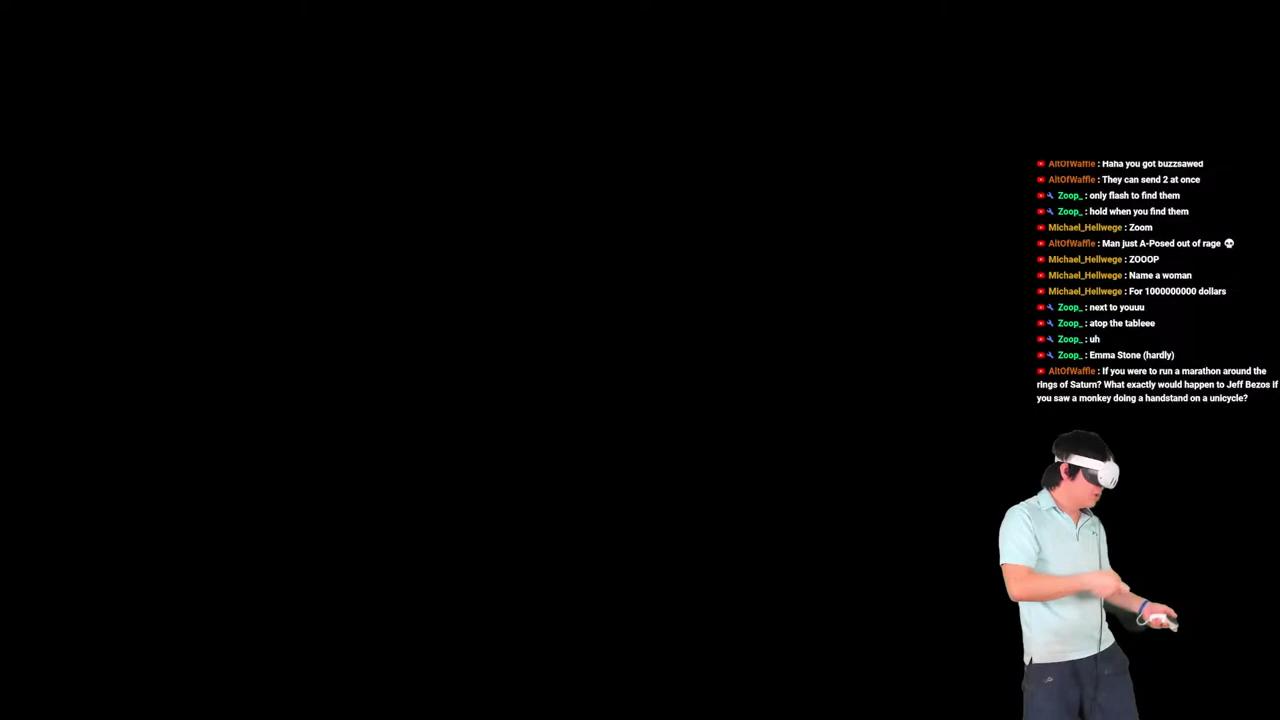 AltOfWaffle : Haha you got buzzsawed
AltOfWaffle : They can send 2 at once
Zoop_ : only flash to find them
Zoop_ : hold when you find them
Michael_Hellwege : Zoom
AltOfWaffle : Man just A-Posed out of rage 💀
Michael_Hellwege : ZOOOP
Michael_Hellwege : Name a woman
Michael_Hellwege : For 1000000000 dollars
Zoop_ : next to youuu
Zoop_ : atop the tableee
Zoop_ : uh
Zoop_ : Emma Stone (hardly)
AltOfWaffle : If you were to run a marathon around the
rings of Saturn? What exactly would happen to Jeff Bezos if
you saw a monkey doing a handstand on a unicycle?